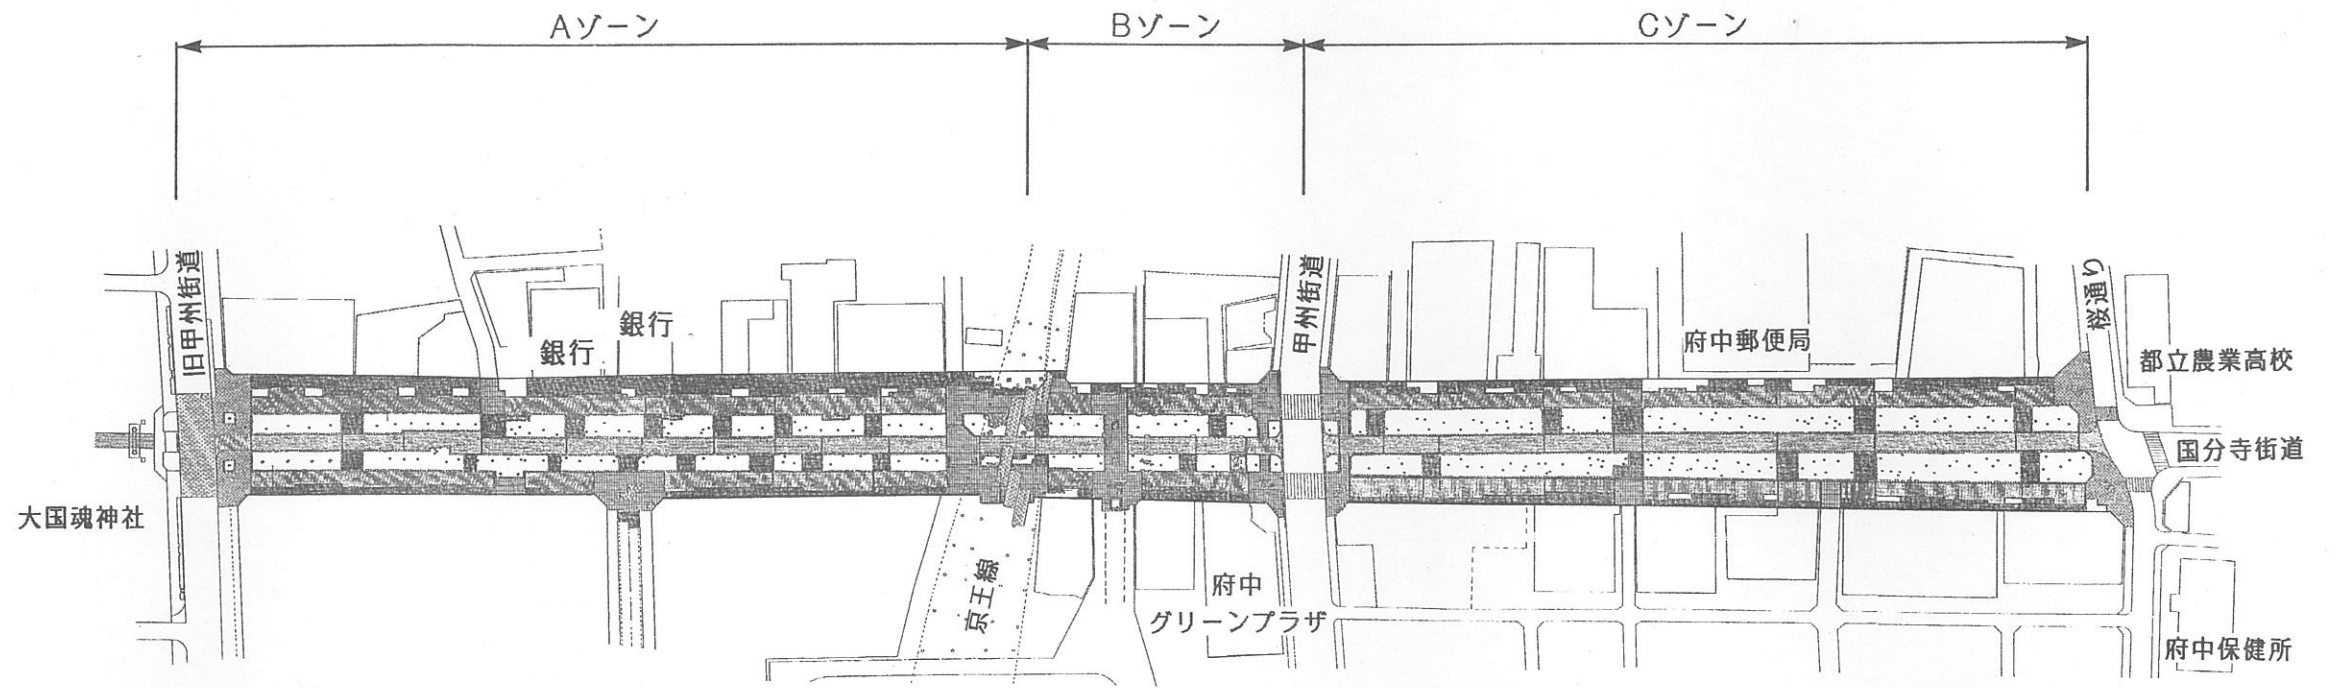 Aゾーン
Bゾーン
Cゾーン
旧甲州街道
銀行
銀行
甲州街道
府中郵便局
桜通り
都立農業高校
国分寺街道
大国魂神社
京王線
府中
グリーンプラザ
府中保健所